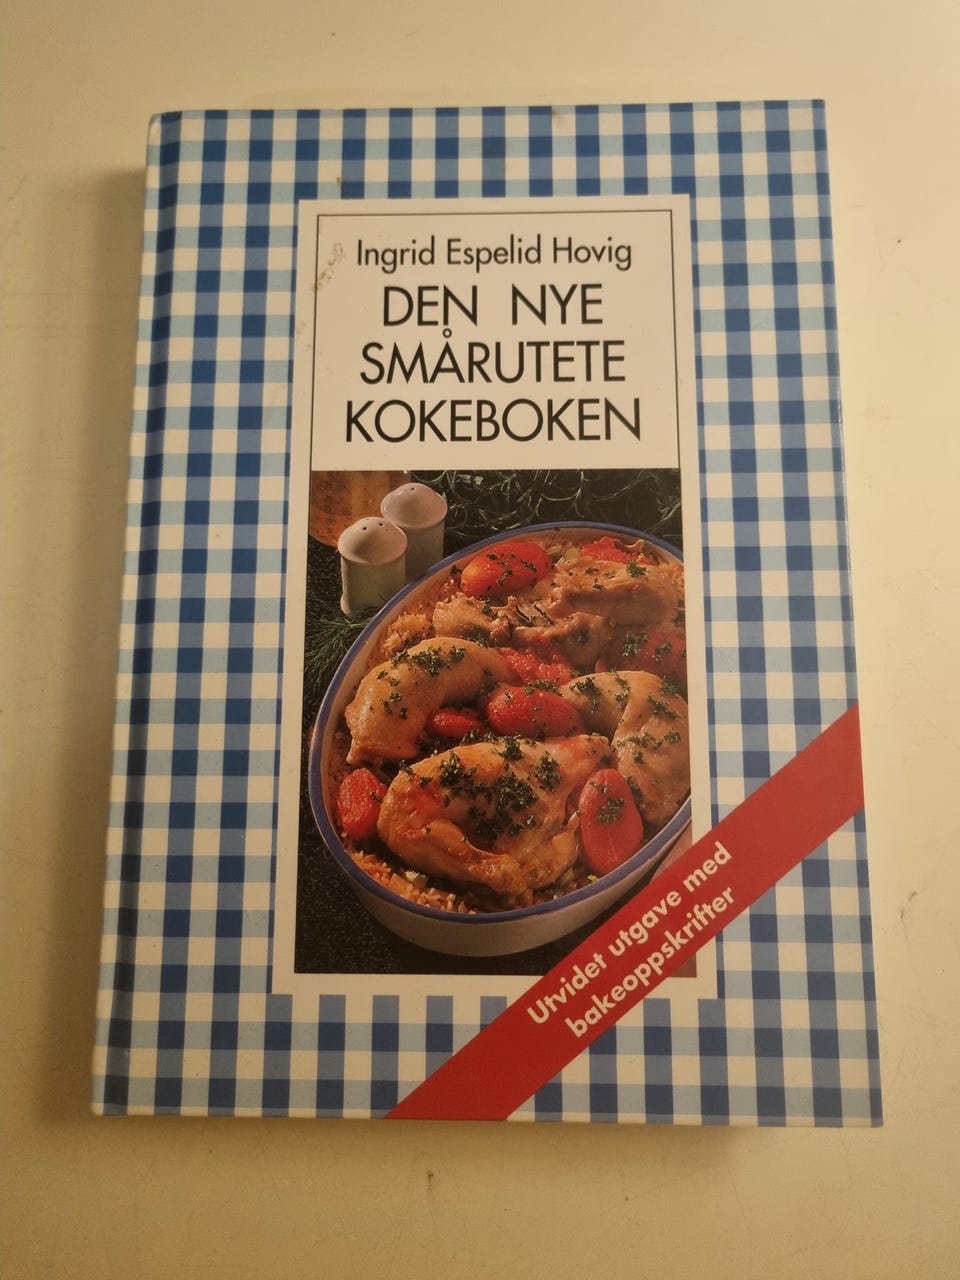 Ingrid Espelid Hovig
DEN NYE
SMÅRUTETE
KOKEBOKEN
Utvidet utgave med
bakeoppskrifter